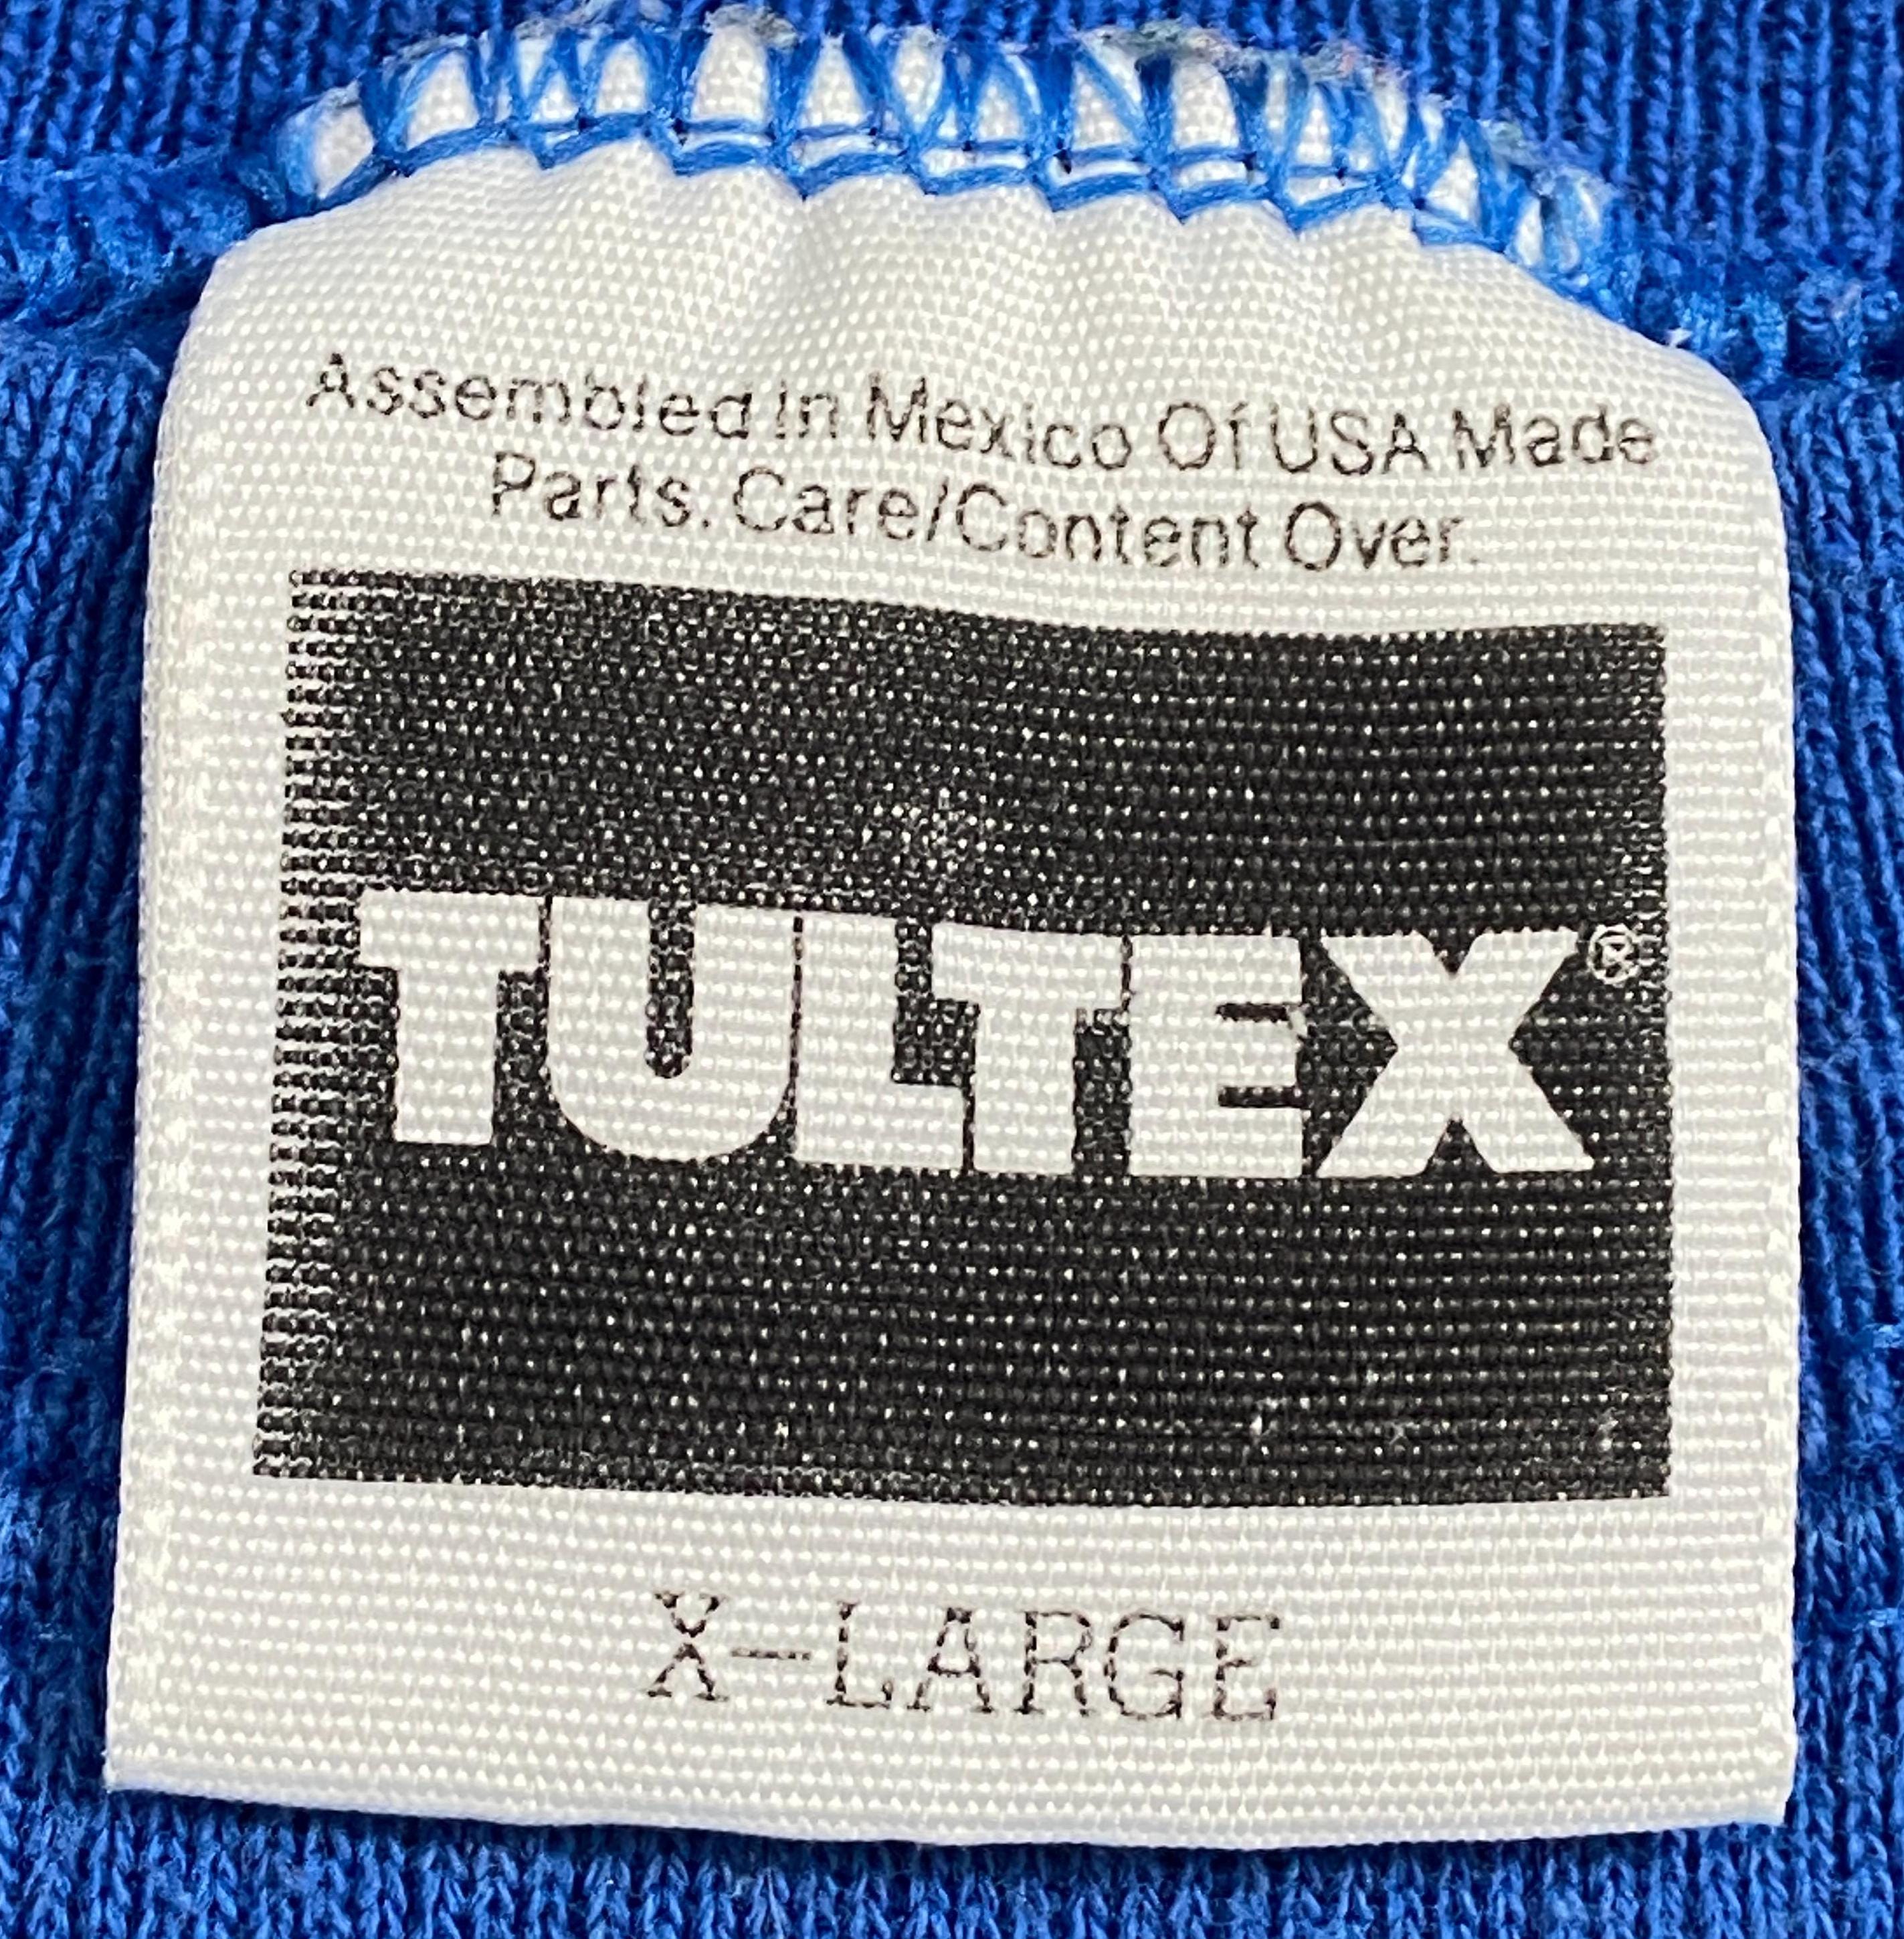 Assembled in Mexico Of USA Made
Parts. Care/Content Over.
TULTEX®
X-LARGE